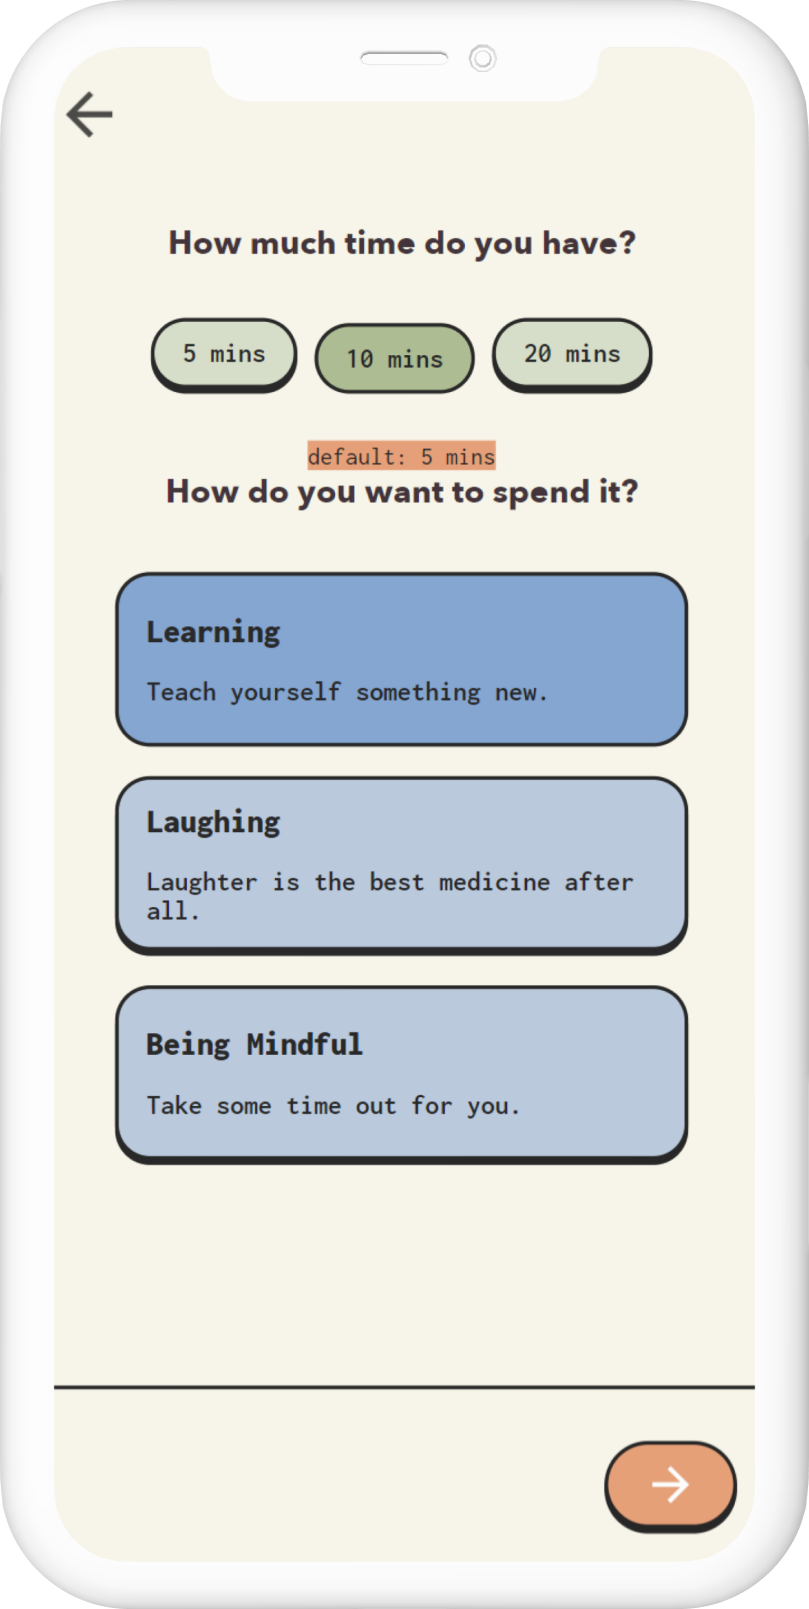 How much time do you have?
5 mins
10 mins
20 mins
default: 5 mins
How do you want to spend it?
Learning
Teach yourself something new.
Laughing
Laughter is the best medicine after
all.
Being Mindful
Take some time out for you.